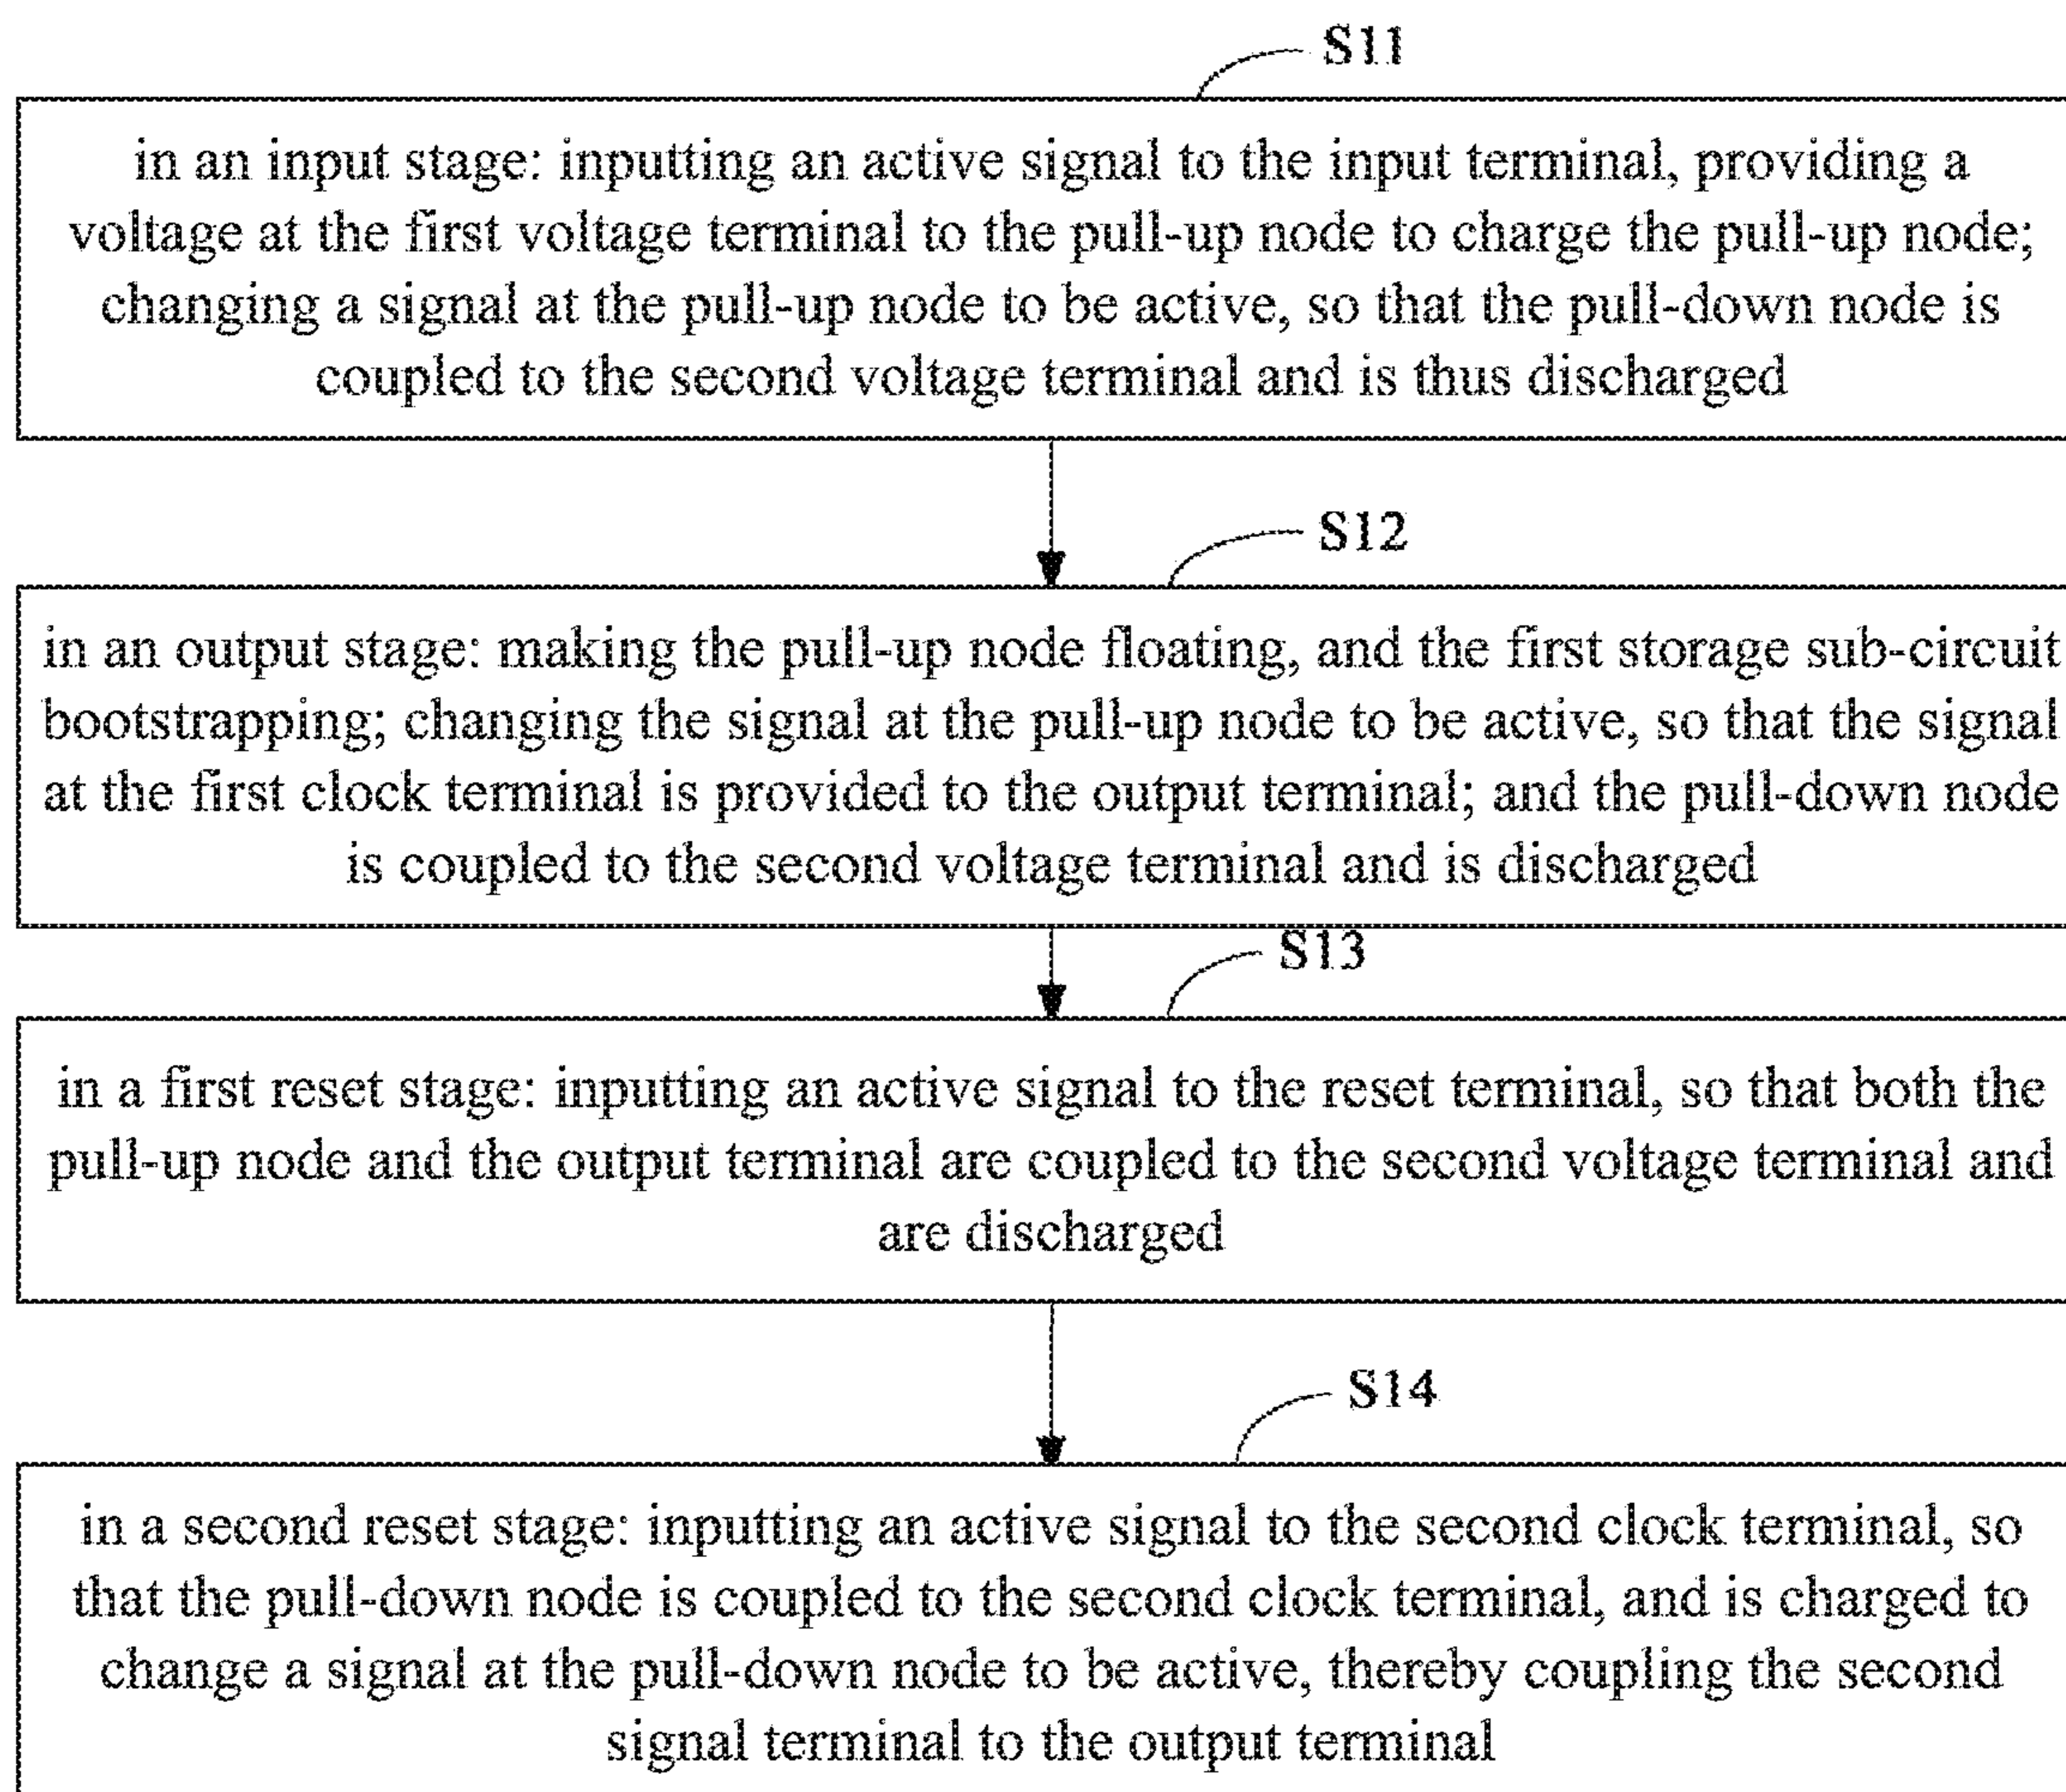 S11
in an input stage: inputting an active signal to the input terminal, providing a
voltage at the first voltage terminal to the pull-up node to charge the pull-up node;
changing a signal at the pull-up node to be active, so that the pull-down node is
coupled to the second voltage terminal and is thus discharged
S12
in an output stage: making the pull-up node floating, and the first storage sub-circuit
bootstrapping; changing the signal at the pull-up node to be active, so that the signal
at the first clock terminal is provided to the output terminal; and the pull-down node
is coupled to the second voltage terminal and is discharged
S13
in a first reset stage: inputting an active signal to the reset terminal, so that both the
pull-up node and the output terminal are coupled to the second voltage terminal and
are discharged
S14
in a second reset stage: inputting an active signal to the second clock terminal, so
that the pull-down node is coupled to the second clock terminal, and is charged to
change a signal at the pull-down node to be active, thereby coupling the second
signal terminal to the output terminal